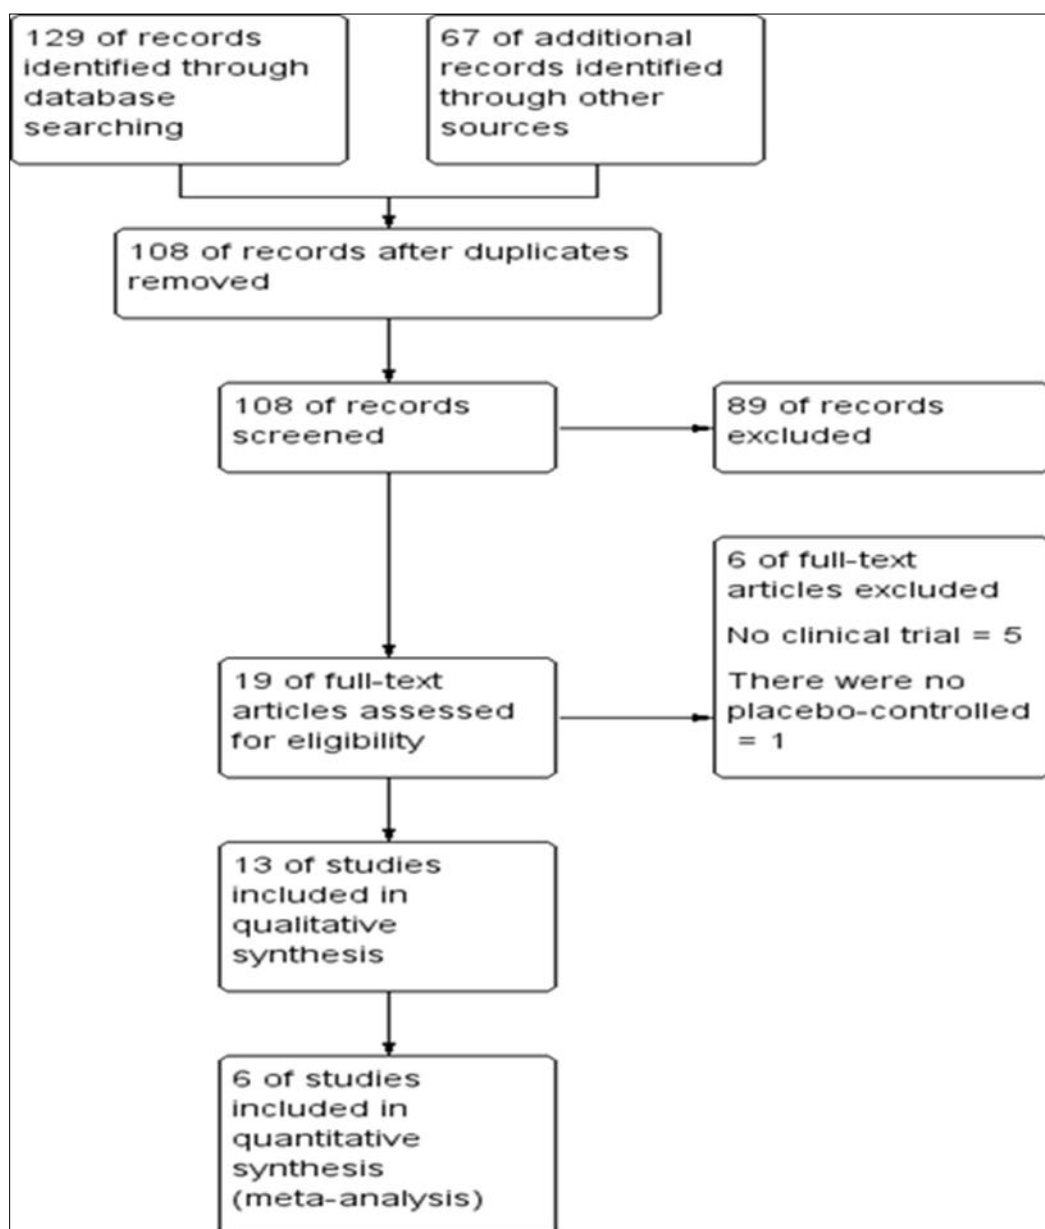 129 of records
identified through
database
searching
67 of additional
records identified
through other
sources
108 of records after duplicates
removed
108 of records
screened
89 of records
excluded
6 of full-text
articles excluded
No clinical trial = 5
There were no
placebo-controlled
= 1
19 of full-text
articles assessed
for eligibility
13 of studies
included in
qualitative
synthesis
6 of studies
included in
quantitative
synthesis
(meta-analysis)